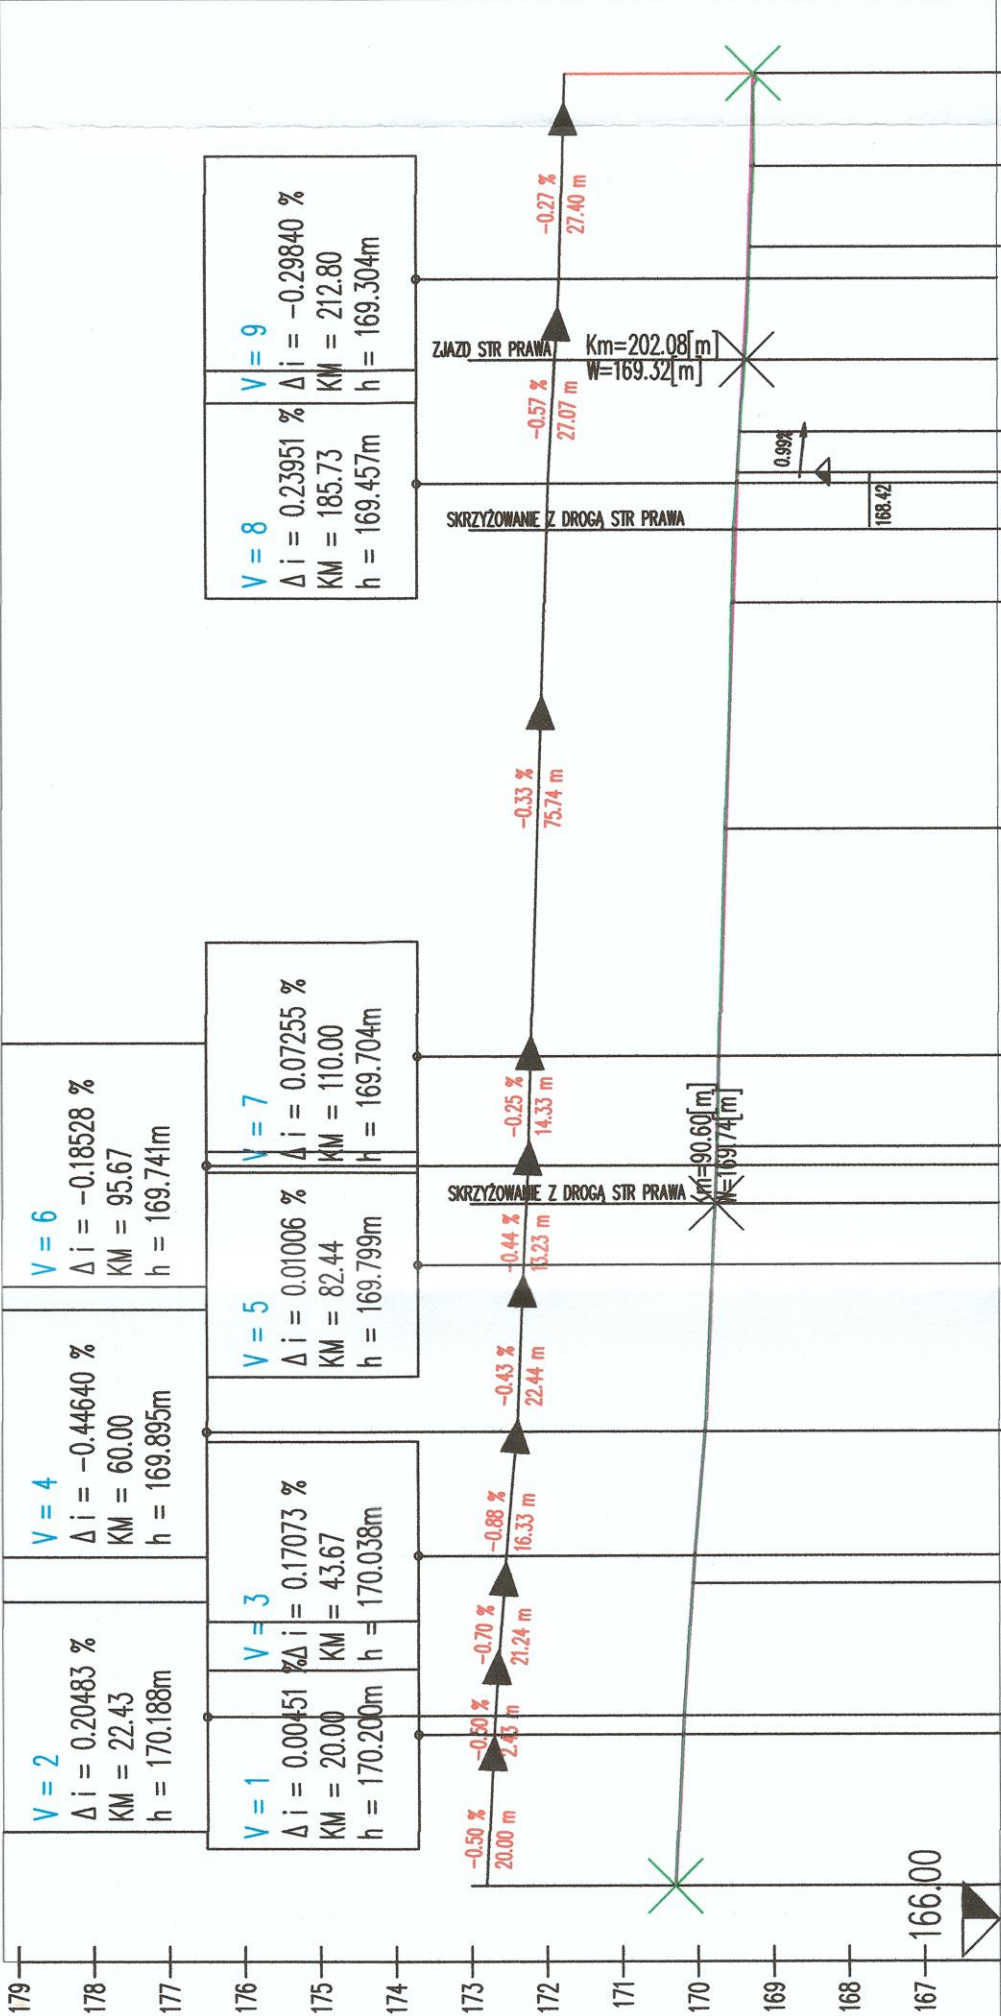 V = 2
Δ i = 0.20483 %
KM = 22.43
h = 170.188m
V = 4
Δ i = -0.44640 %
KM = 60.00
h = 169.895m
V = 6
Δ i = -0.18528 %
KM = 95.67
h = 169.741m
V = 1
Δ i = 0.00451 %
KM = 20.00
h = 170.200m
V = 3
Δ i = 0.17073 %
KM = 43.67
h = 170.038m
V = 5
Δ i = 0.01006 %
KM = 82.44
h = 169.799m
V = 7
Δ i = 0.07255 %
KM = 110.00
h = 169.704m
V = 8
Δ i = 0.23951 %
KM = 185.73
h = 169.457m
V = 9
Δ i = -0.29840 %
KM = 212.80
h = 169.304m
-0.50 %
20.00 m
-0.50 %
2.43 m
-0.70 %
21.24 m
-0.88 %
16.33 m
-0.43 %
22.44 m
-0.44 %
13.23 m
-0.25 %
14.33 m
-0.33 %
75.74 m
-0.57 %
27.07 m
-0.27 %
27.40 m
SKRZYŻOWANIE Z DROGĄ STR PRAWA
m=90.60[m]
W=169.74[m]
SKRZYŻOWANIE Z DROGĄ STR PRAWA
ZJAZD STR PRAWA
Km=202.08[m]
W=169.32[m]
0.99%
168.42
179
178
177
176
175
174
173
172
171
170
169
168
167
166.00